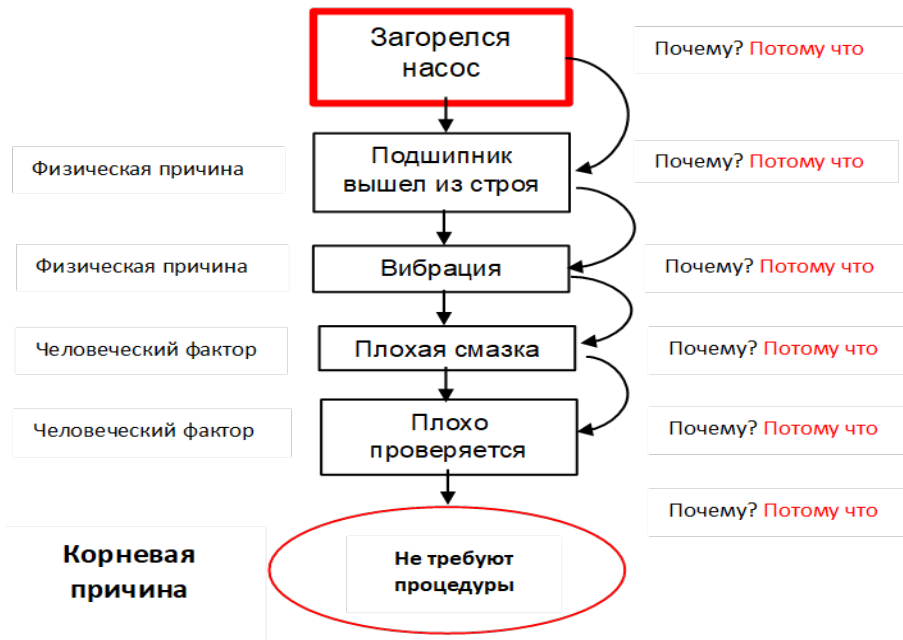 Загорелся
насос
Почему? Потому что
Физическая причина
Подшипник
вышел из строя
Почему? Потому что
Физическая причина
Вибрация
Почему? Потому что
Человеческий фактор
Плохая смазка
Почему? Потому что
Человеческий фактор
Плохо
проверяется
Почему? Потому что
Почему? Потому что
Корневая
причина
Не требуют
процедуры